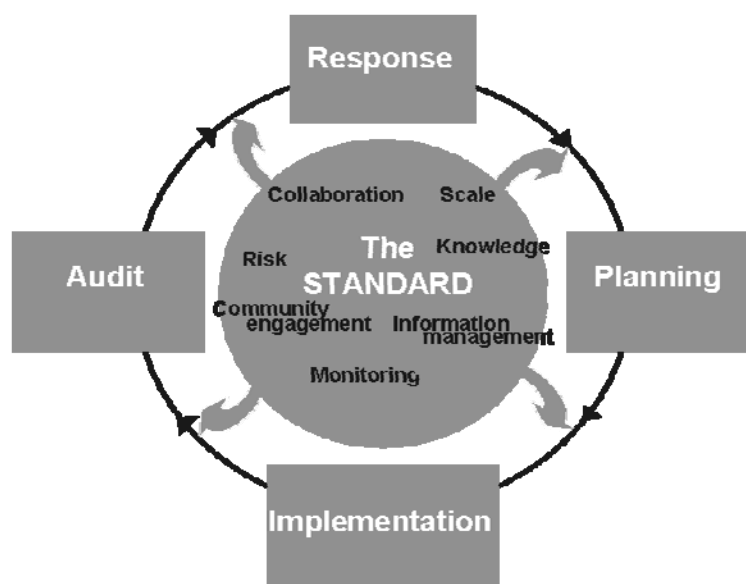 Response
Collaboration
Scale
Risk
The
STANDARD
Knowledge
Audit
Planning
Community
engagement
Information
management
Monitoring
Implementation